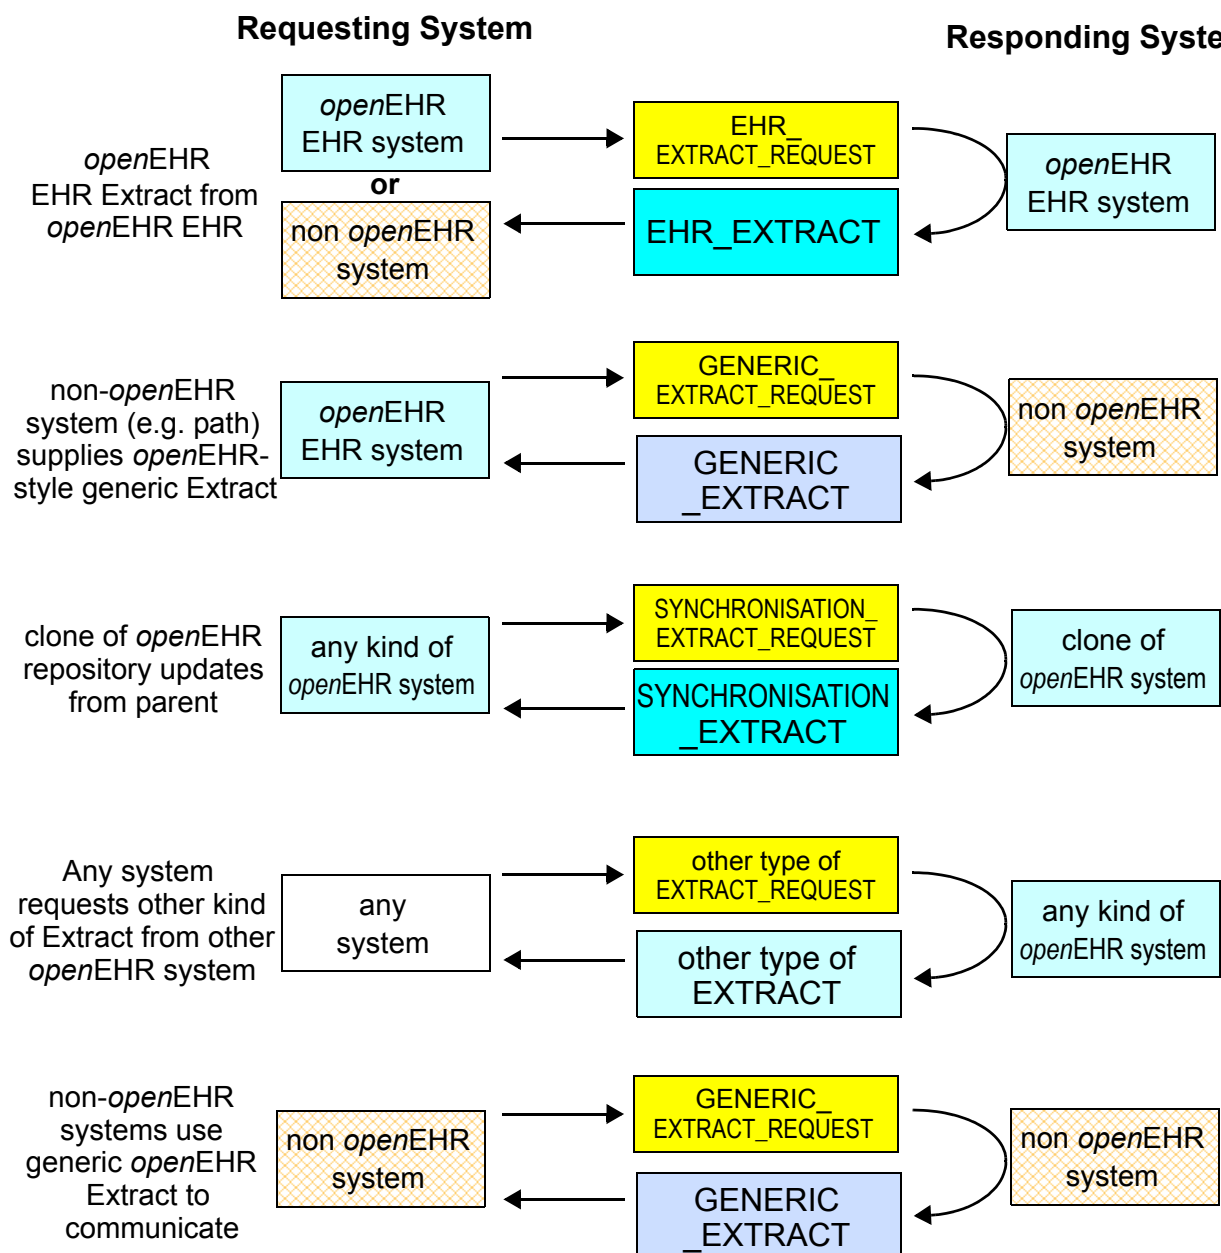 Requesting System
Responding Syste
openEHR
EHR Extract from
openEHR EHR
openEHR
EHR system
or
non openEHR
system
EHR_
EXTRACT_REQUEST
EHR_EXTRACT
openEHR
EHR system
non-openEHR
system (e.g. path)
supplies openEHR-
style generic Extract
openEHR
EHR system
GENERIC_
EXTRACT_REQUEST
GENERIC
_EXTRACT
non openEHR
system
clone of openEHR
repository updates
from parent
any kind of
openEHR system
SYNCHRONISATION_
EXTRACT_REQUEST
SYNCHRONISATION
_EXTRACT
clone of
openEHR system
Any system
requests other kind
of Extract from other
openEHR system
any
system
other type of
EXTRACT_REQUEST
other type of
EXTRACT
any kind of
openEHR system
non-openEHR
systems use
generic openEHR
Extract to
communicate
non openEHR
system
GENERIC_
EXTRACT_REQUEST
GENERIC
_EXTRACT
non openEHR
system